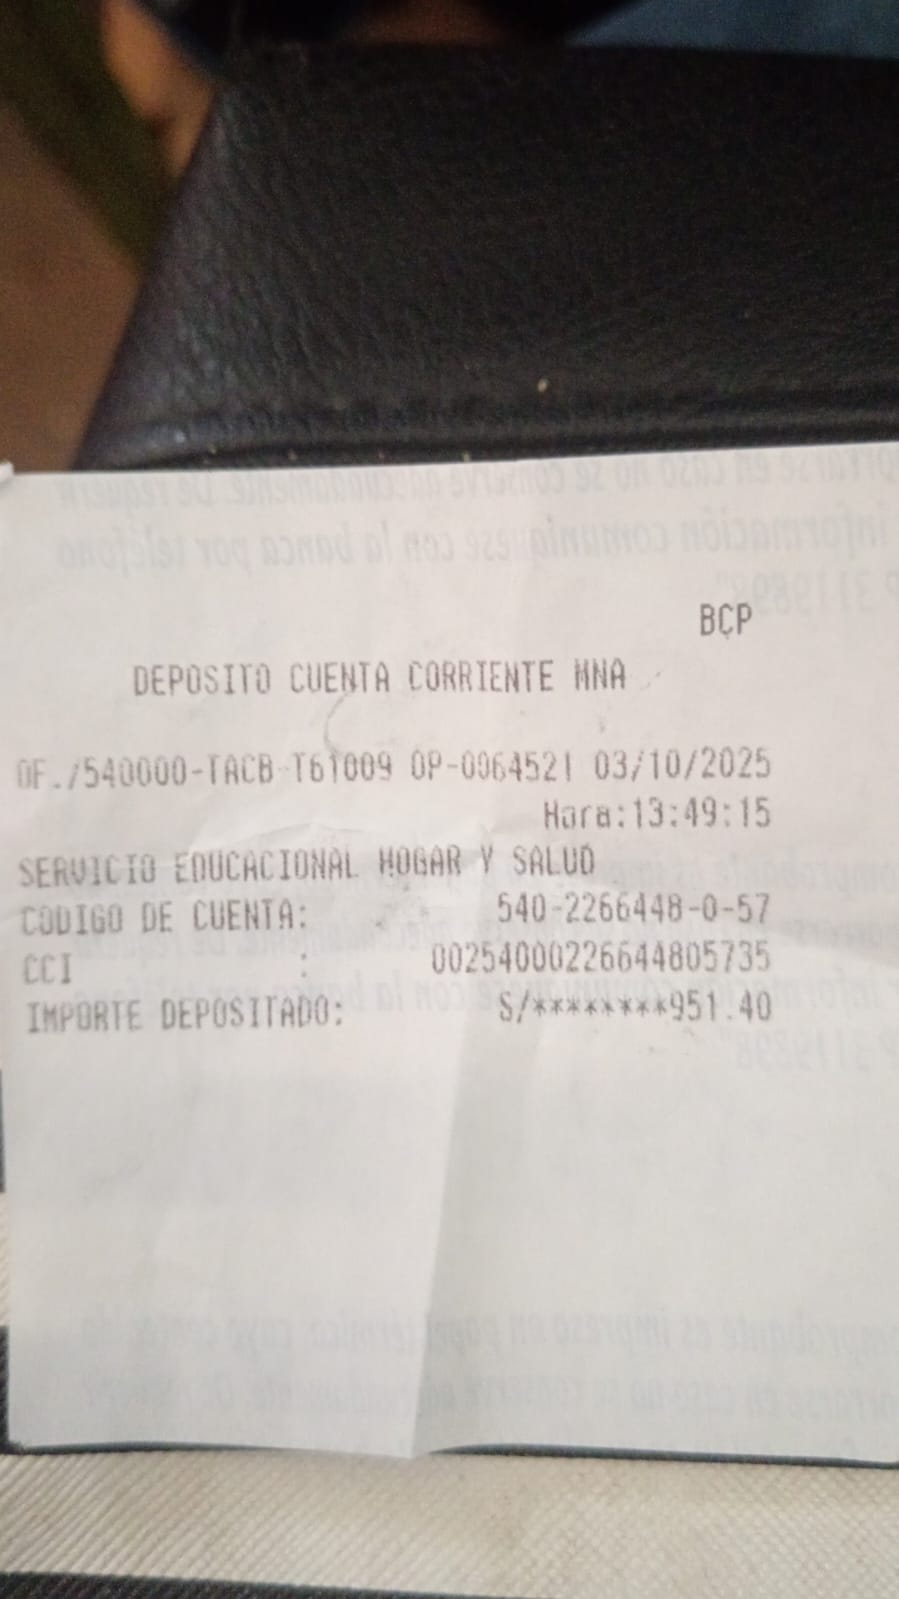 BCP
DEPOSITO CUENTA CORRIENTE MNA
OF./540000-TACB T61009 OP-0064521 03/10/2025
Hora:13:49:15
SERVICIO EDUCACIONAL HOGAR Y SALUD
CODIGO DE CUENTA: 540-2266448-0-57
CCI : 00254000226644805735
IMPORTE DEPOSITADO: S/********951.40